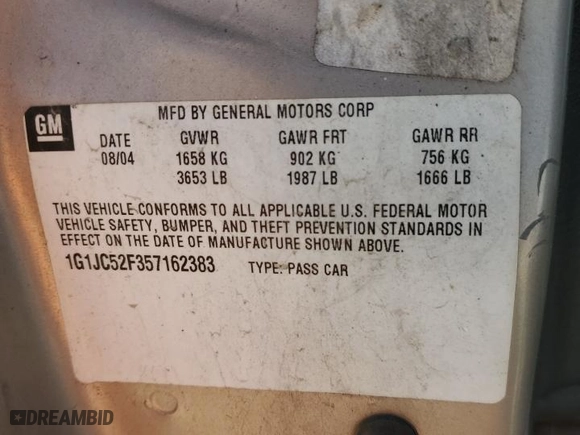 MFD BY GENERAL MOTORS CORP
GM
DATE GVWR GAWR FRT GAWR RR
08/04 1658 KG 902 KG 756 KG
3653 LB 1987 LB 1666 LB
THIS VEHICLE CONFORMS TO ALL APPLICABLE U.S. FEDERAL MOTOR
VEHICLE SAFETY, BUMPER, AND THEFT PREVENTION STANDARDS IN
EFFECT ON THE DATE OF MANUFACTURE SHOWN ABOVE.
1G1JC52F357162383 TYPE: PASS CAR
DREAMBID